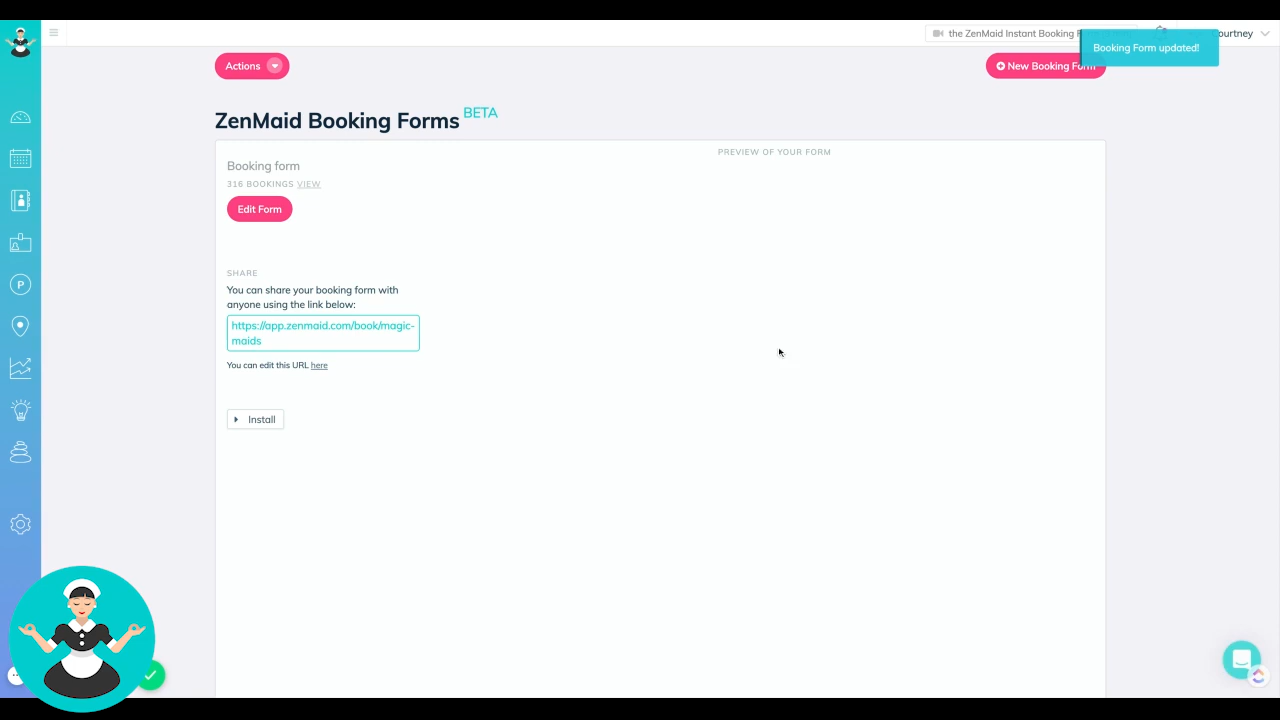 the ZenMaid Instant Booking F
Courtney
Booking Form updated!
Actions
New Booking Form
ZenMaid Booking Forms BETA
PREVIEW OF YOUR FORM
Booking form
316 BOOKINGS VIEW
Edit Form
SHARE
You can share your booking form with
anyone using the link below:
https://app.zenmaid.com/book/magic-
maids
You can edit this URL here
Install
P